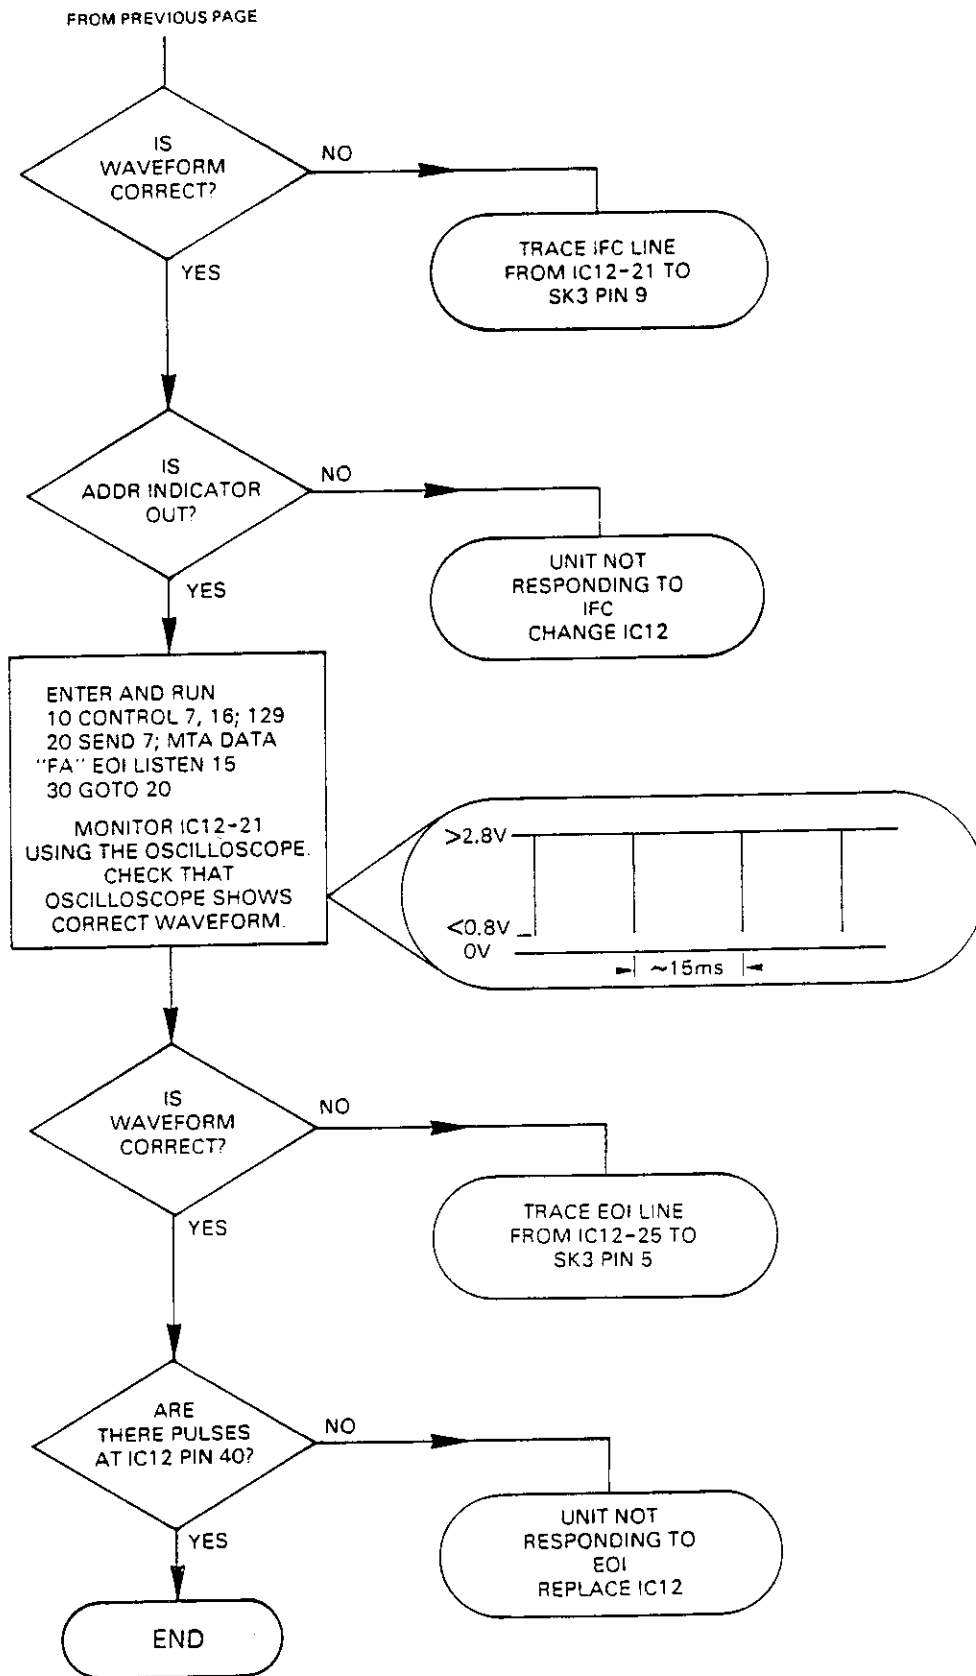 FROM PREVIOUS PAGE
IS
WAVEFORM
CORRECT?
NO
TRACE IFC LINE
FROM IC12-21 TO
SK3 PIN 9
YES
IS
ADDR INDICATOR
OUT?
NO
UNIT NOT
RESPONDING TO
IFC
CHANGE IC12
YES
ENTER AND RUN
10 CONTROL 7, 16; 129
20 SEND 7; MTA DATA
"FA" EOI LISTEN 15
30 GOTO 20
MONITOR IC12-21
USING THE OSCILLOSCOPE.
CHECK THAT
OSCILLOSCOPE SHOWS
CORRECT WAVEFORM.
>2.8V
<0.8V
0V
~15ms
IS
WAVEFORM
CORRECT?
NO
TRACE EOI LINE
FROM IC12-25 TO
SK3 PIN 5
YES
ARE
THERE PULSES
AT IC12 PIN 40?
NO
UNIT NOT
RESPONDING TO
EOI
REPLACE IC12
YES
END